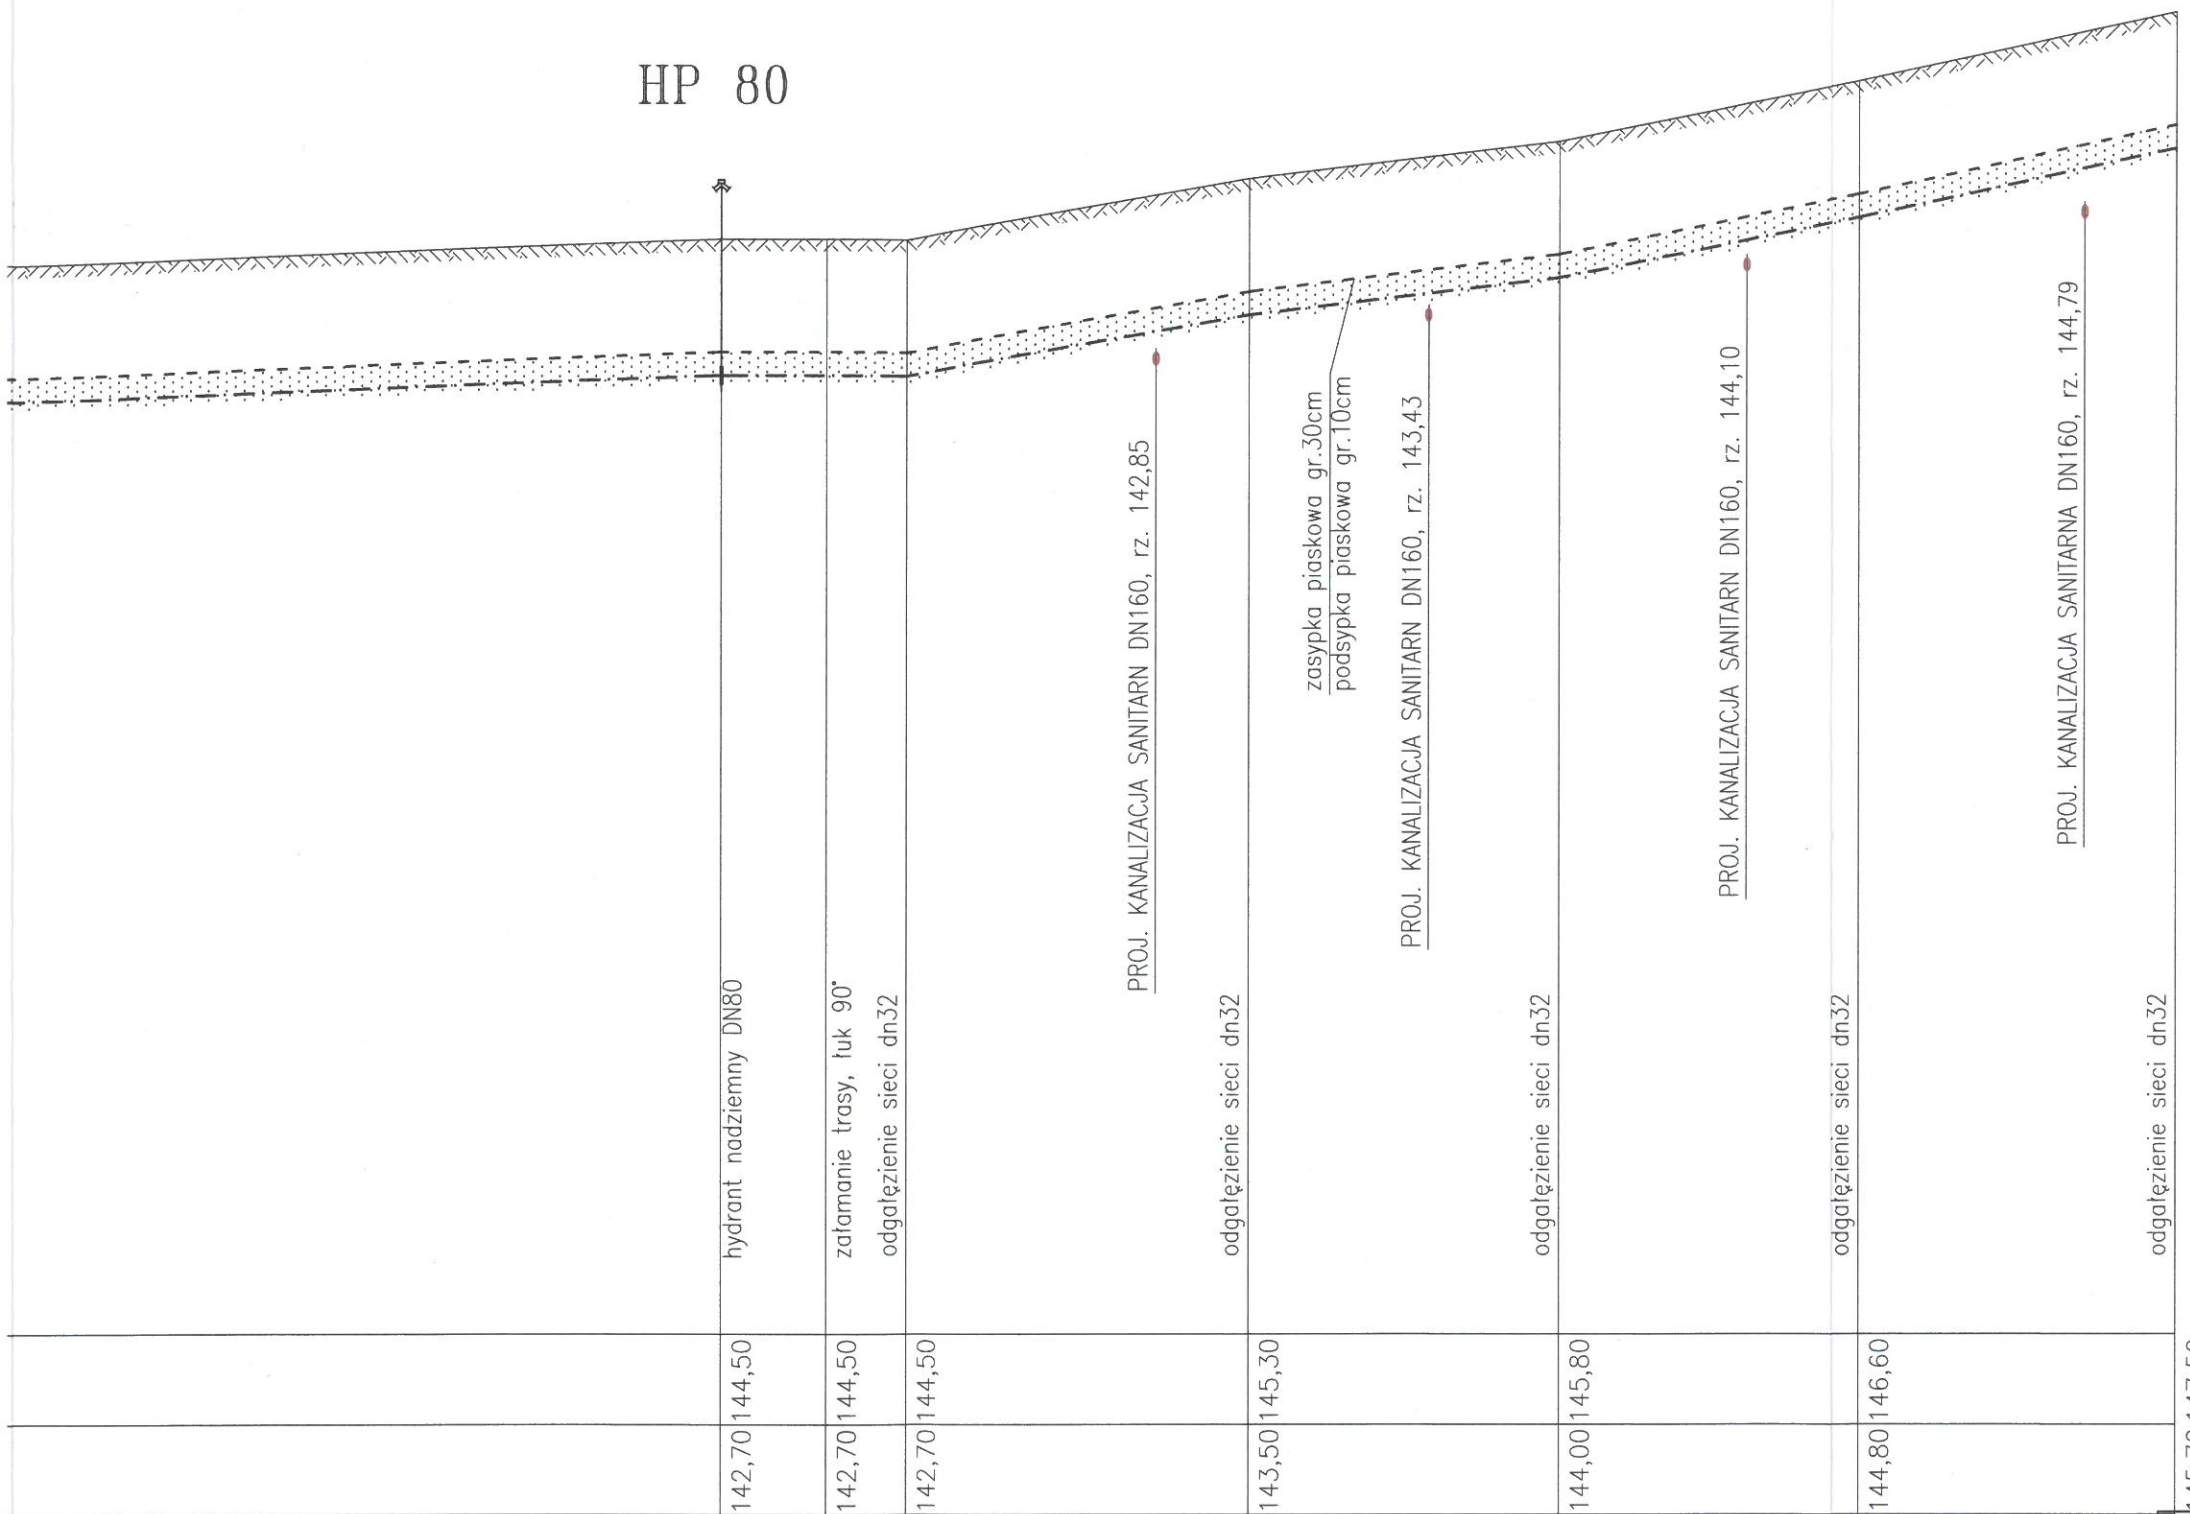 HP 80
hydrant nadziemny DN80
załamanie trasy, łuk 90°
odgałęzienie sieci dn32
PROJ. KANALIZACJA SANITARN DN160, rz. 142,85
odgałęzienie sieci dn32
zasypka piaskowa gr.30cm
podsypka piaskowa gr.10cm
PROJ. KANALIZACJA SANITARN DN160, rz. 143,43
odgałęzienie sieci dn32
PROJ. KANALIZACJA SANITARN DN160, rz. 144,10
odgałęzienie sieci dn32
PROJ. KANALIZACJA SANITARNA DN160, rz. 144,79
odgałęzienie sieci dn32
144,50
144,50
144,50
145,30
145,80
146,60
142,70
142,70
142,70
143,50
144,00
144,80